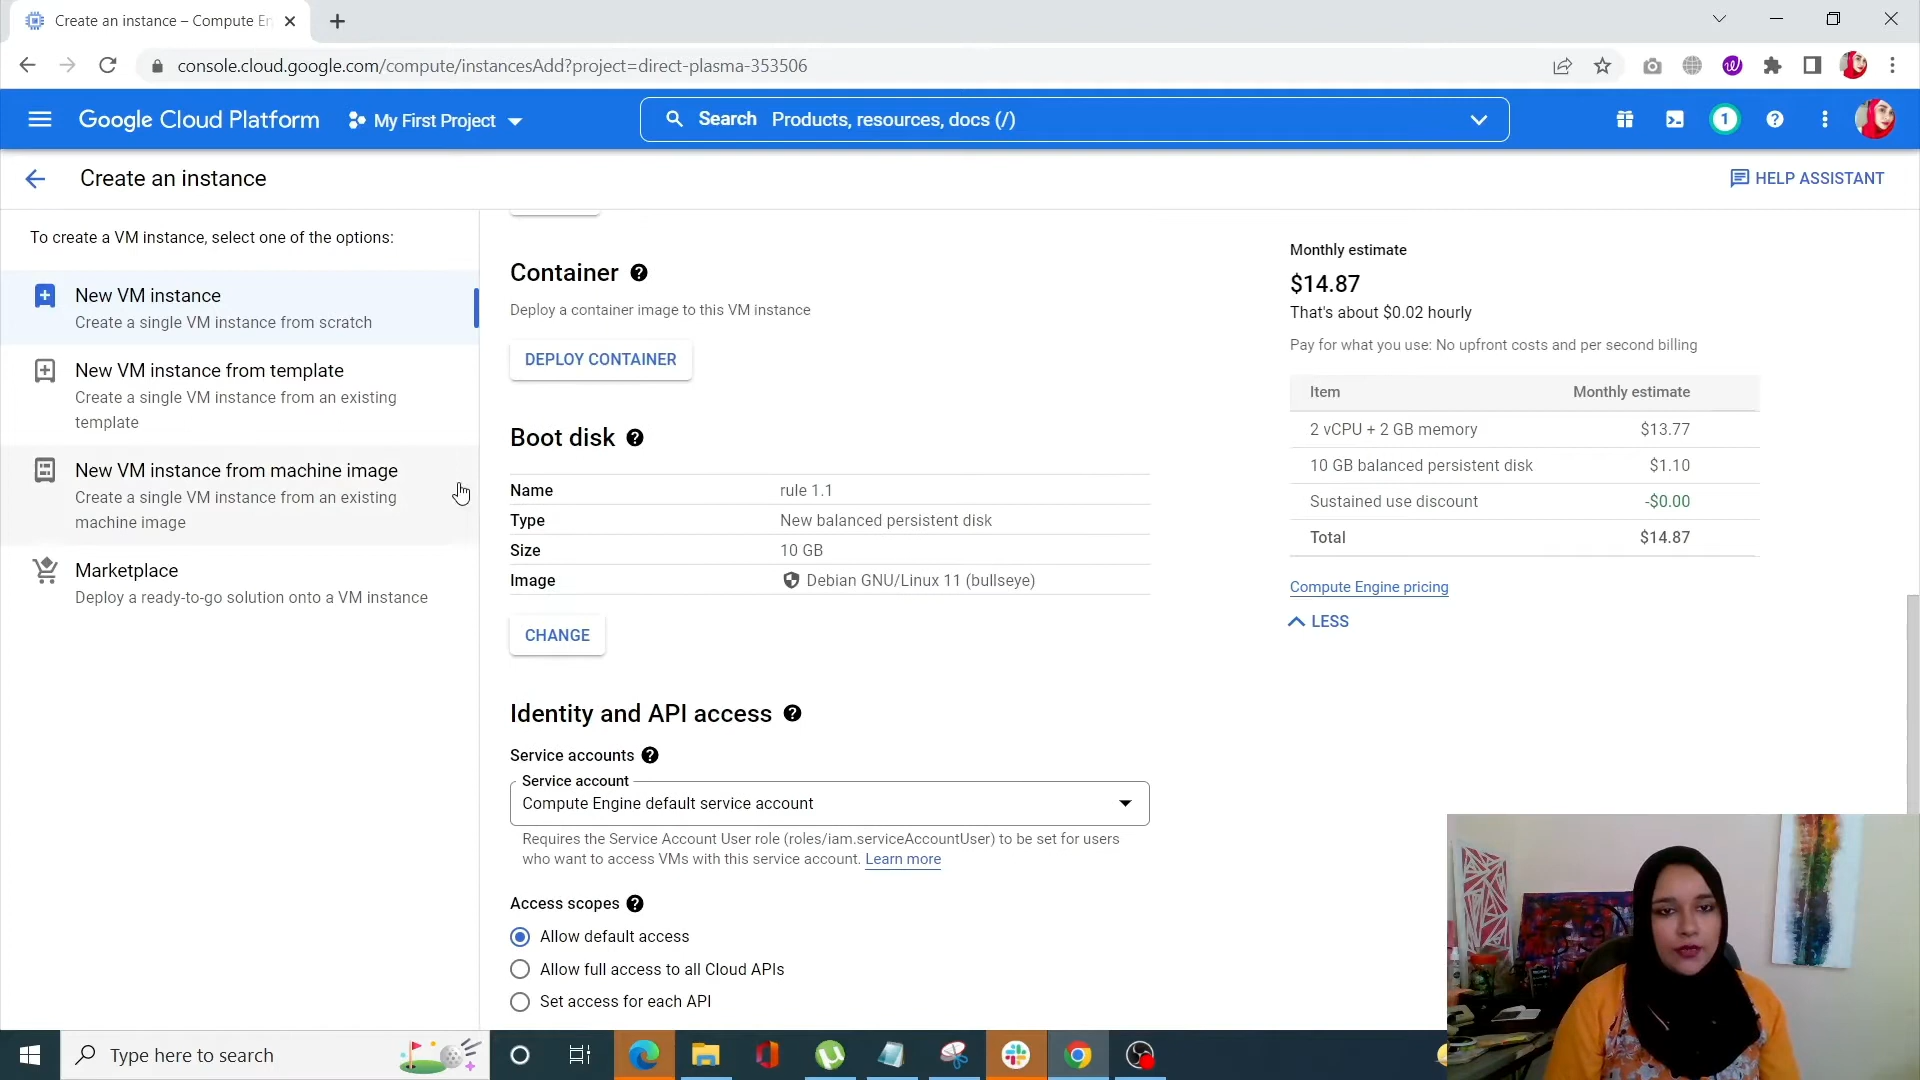 Create an instance – Compute En
console.cloud.google.com/compute/instancesAdd?project=direct-plasma-353506
Google Cloud Platform
My First Project
Search Products, resources, docs (/)
1
Create an instance
HELP ASSISTANT
To create a VM instance, select one of the options:
New VM instance
Create a single VM instance from scratch
New VM instance from template
Create a single VM instance from an existing
template
New VM instance from machine image
Create a single VM instance from an existing
machine image
Marketplace
Deploy a ready-to-go solution onto a VM instance
Container
Deploy a container image to this VM instance
DEPLOY CONTAINER
Boot disk
Name rule 1.1
Type New balanced persistent disk
Size 10 GB
Image Debian GNU/Linux 11 (bullseye)
CHANGE
Identity and API access
Service accounts
Service account
Compute Engine default service account
Requires the Service Account User role (roles/iam.serviceAccountUser) to be set for users
who want to access VMs with this service account. Learn more
Access scopes
Allow default access
Allow full access to all Cloud APIs
Set access for each API
Monthly estimate
$14.87
That's about $0.02 hourly
Pay for what you use: No upfront costs and per second billing
Item Monthly estimate
2 vCPU + 2 GB memory $13.77
10 GB balanced persistent disk $1.10
Sustained use discount -$0.00
Total $14.87
Compute Engine pricing
LESS
Type here to search